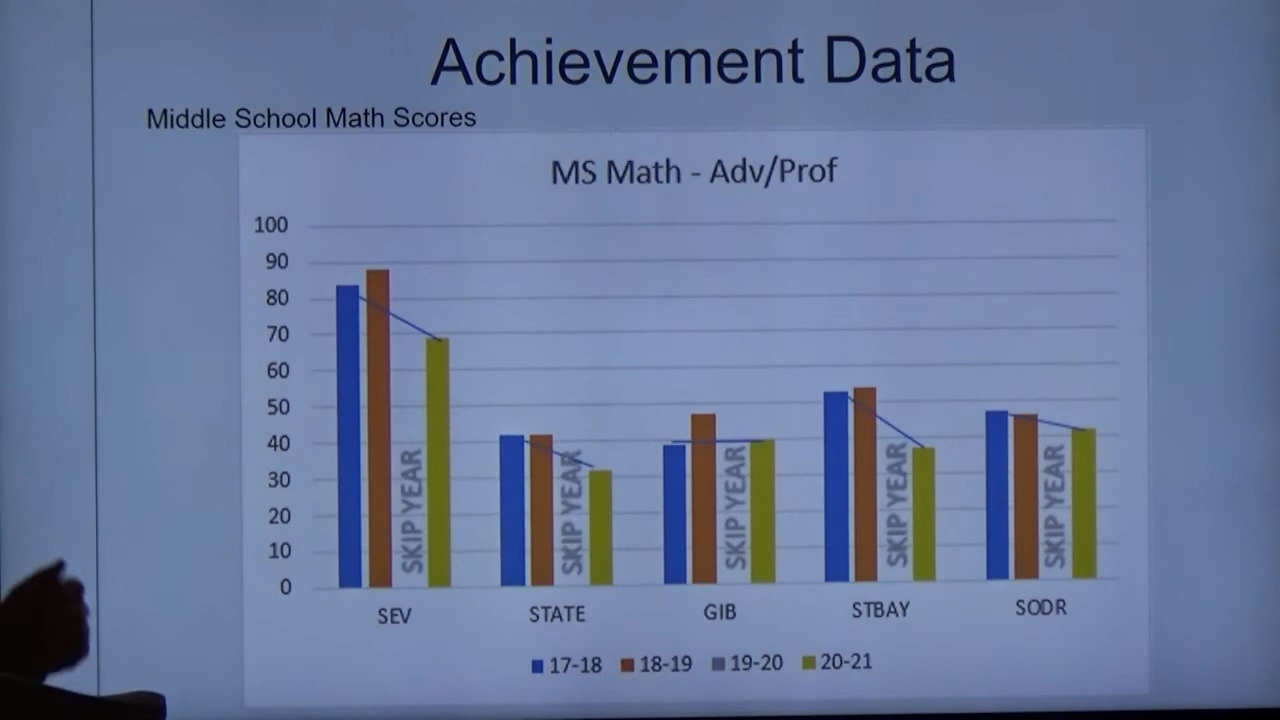 Achievement Data
Middle School Math Scores
MS Math - Adv/Prof
100
90
80
70
60
50
40
30
20
10
0
SKIP YEAR
SKIP YEAR
SKIP YEAR
SKIP YEAR
SKIP YEAR
SEV STATE GIB STBAY SODR
17-18 18-19 19-20 20-21